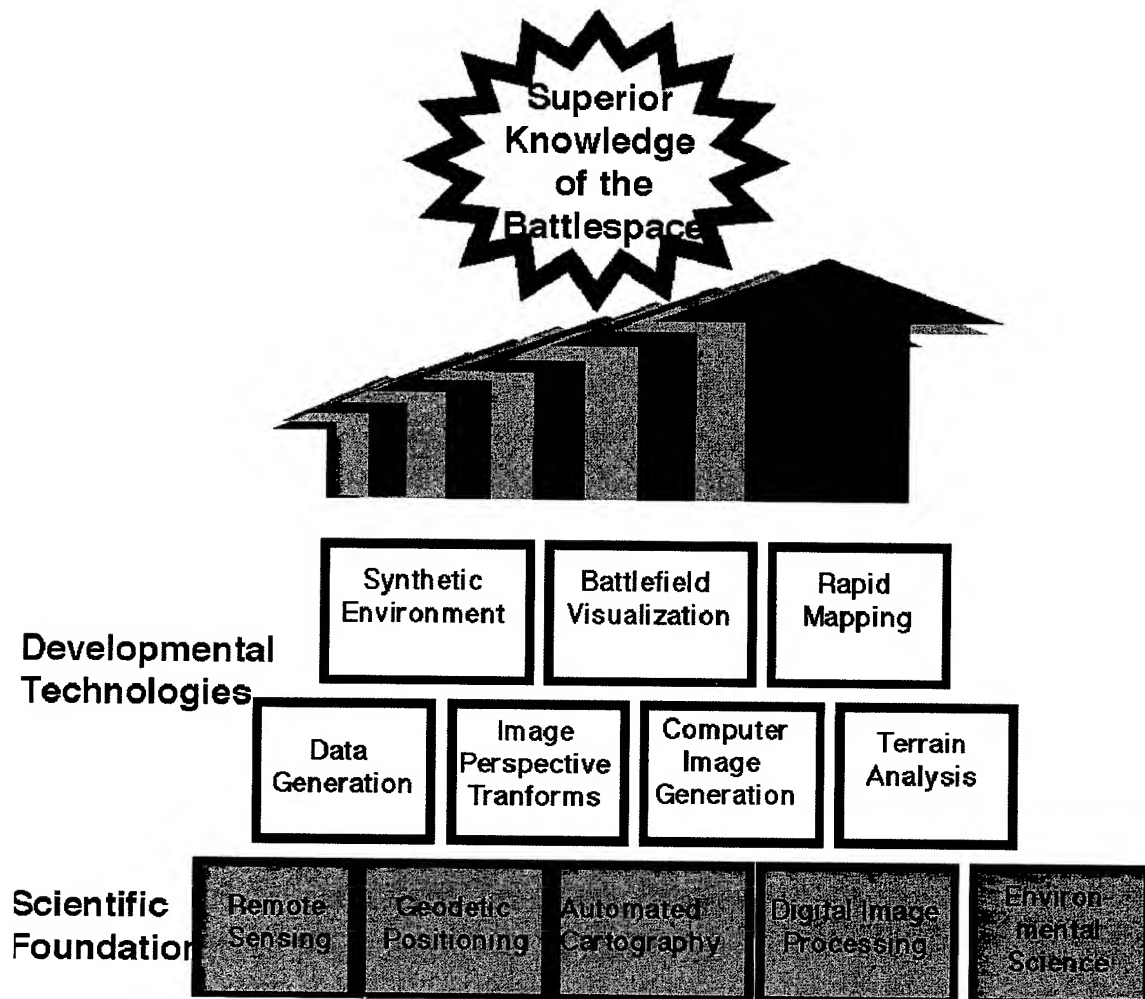 Superior
Knowledge
of the
Battlespace
Synthetic
Environment
Battlefield
Visualization
Rapid
Mapping
Developmental
Technologies
Data
Generation
Image
Perspective
Tranforms
Computer
Image
Generation
Terrain
Analysis
Scientific
Foundation
Remote
Sensing
Geodetic
Positioning
Automated
Cartography
Digital Image
Processing
Environ-
mental
Science